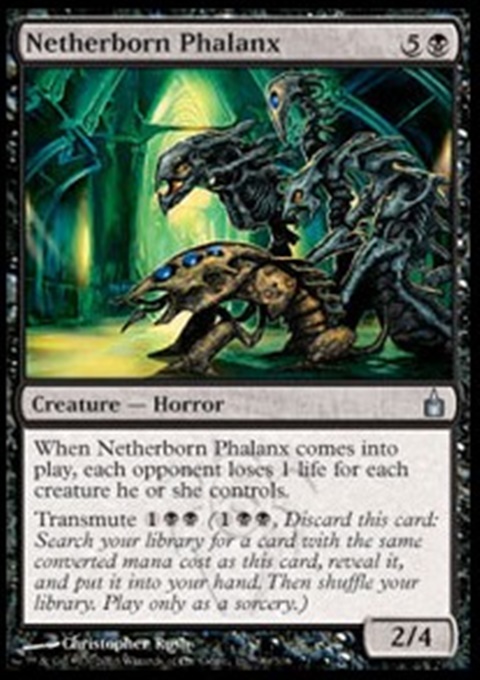 Netherborn Phalanx 5
Creature — Horror
When Netherborn Phalanx comes into
play, each opponent loses 1 life for each
creature he or she controls.
Transmute 1 (1, Discard this card:
Search your library for a card with the same
converted mana cost as this card, reveal it,
and put it into your hand. Then shuffle your
library. Play only as a sorcery.)
Christopher Rush
2/4